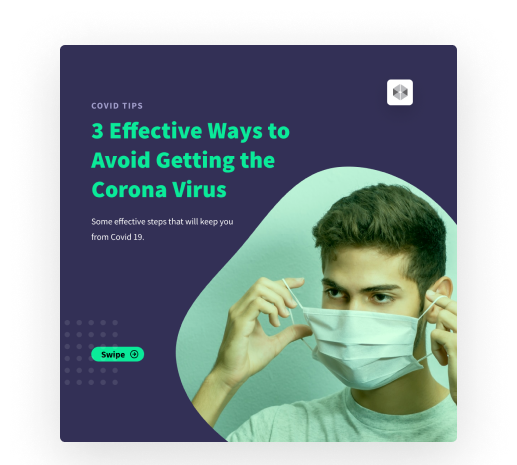 COVID TIPS
3 Effective Ways to
Avoid Getting the
Corona Virus
Some effective steps that will keep you
from Covid 19.
Swipe